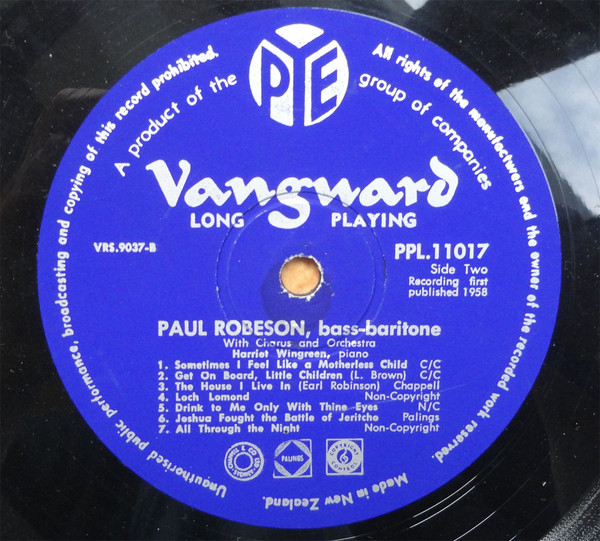 PYE
A product of the group of companies
Vanguard
LONG PLAYING
VRS.9037-B
PPL.11017
Side Two
Recording first
published 1958
PAUL ROBESON, bass-baritone
With Chorus and Orchestra
Harriet Wingreen, piano
1. Sometimes I Feel Like a Motherless Child C/C
2. Get On Board, Little Children (L. Brown) C/C
3. The House I Live In (Earl Robinson) Chappell
4. Loch Lomond Non-Copyright
5. Drink to Me Only With Thine Eyes N/C
6. Joshua Fought the Battle of Jericho Palings
7. All Through the Night Non-Copyright
PALINGS
All rights of the manufacturers and the owner of the recorded work reserved.
Unauthorised public performance, broadcasting and copying of this record prohibited.
Made in New Zealand.